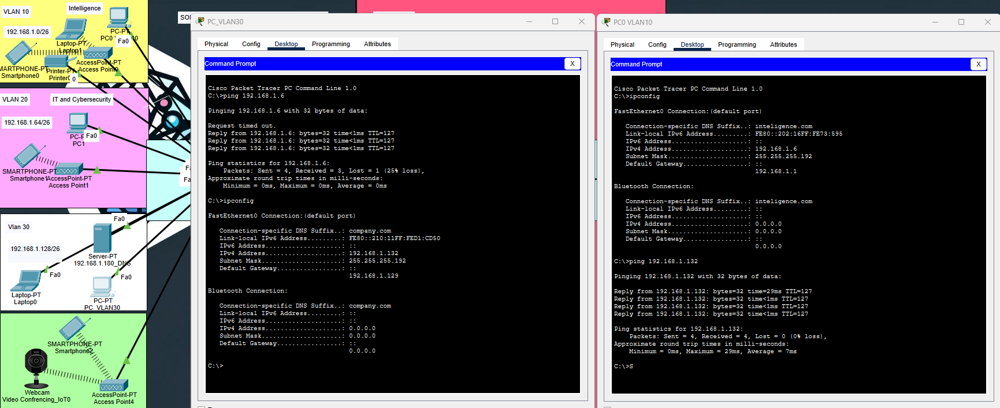 VLAN 10
Intelligence
192.168.1.0/26
PC-PT
Fa0
Laptop-PT
Laptop1
AccessPoint-PT
Access Point0
Smartphone0
Printer-PT
0
VLAN 20
IT and Cybersecurity
192.168.1.64/26
Fa0
PC1
SMARTPHONE-PT
Smartphone1
AccessPoint-PT
Access Point1
Vlan 30
Fa0
192.168.1.128/26
Server-PT
192.168.1.180_DNS
Fa0
Fa0
Laptop-PT
Laptop0
PC-PT
PC_VLAN30
SMARTPHONE-PT
Smartphone2
Webcam
Video Confrencing_IoT0
AccessPoint-PT
Access Point4
PC_VLAN30
Physical Config Desktop Programming Attributes
Command Prompt
X
Cisco Packet Tracer PC Command Line 1.0
C:\>ping 192.168.1.6
Pinging 192.168.1.6 with 32 bytes of data:
Request timed out.
Reply from 192.168.1.6: bytes=32 time<1ms TTL=127
Reply from 192.168.1.6: bytes=32 time<1ms TTL=127
Reply from 192.168.1.6: bytes=32 time<1ms TTL=127
Ping statistics for 192.168.1.6:
Packets: Sent = 4, Received = 3, Lost = 1 (25% loss),
Approximate round trip times in milli-seconds:
Minimum = 0ms, Maximum = 0ms, Average = 0ms
C:\>ipconfig
FastEthernet0 Connection:(default port)
Connection-specific DNS Suffix..: company.com
Link-local IPv6 Address.........: FE80::210:11FF:FED1:CD50
IPv6 Address....................: ::
IPv4 Address....................: 192.168.1.132
Subnet Mask.....................: 255.255.255.192
Default Gateway.................: ::
192.168.1.129
Bluetooth Connection:
Connection-specific DNS Suffix..: company.com
Link-local IPv6 Address.........: ::
IPv6 Address....................: ::
IPv4 Address....................: 0.0.0.0
Subnet Mask.....................: 0.0.0.0
Default Gateway.................: ::
0.0.0.0
C:\>
PC0 VLAN10
Physical Config Desktop Programming Attributes
Command Prompt
X
Cisco Packet Tracer PC Command Line 1.0
C:\>ipconfig
FastEthernet0 Connection:(default port)
Connection-specific DNS Suffix..: inteligence.com
Link-local IPv6 Address.........: FE80::202:16FF:FE73:595
IPv6 Address....................: ::
IPv4 Address....................: 192.168.1.6
Subnet Mask.....................: 255.255.255.192
Default Gateway.................: ::
192.168.1.1
Bluetooth Connection:
Connection-specific DNS Suffix..: inteligence.com
Link-local IPv6 Address.........: ::
IPv6 Address....................: ::
IPv4 Address....................: 0.0.0.0
Subnet Mask.....................: 0.0.0.0
Default Gateway.................: ::
0.0.0.0
C:\>ping 192.168.1.132
Pinging 192.168.1.132 with 32 bytes of data:
Reply from 192.168.1.132: bytes=32 time=29ms TTL=127
Reply from 192.168.1.132: bytes=32 time<1ms TTL=127
Reply from 192.168.1.132: bytes=32 time<1ms TTL=127
Reply from 192.168.1.132: bytes=32 time<1ms TTL=127
Ping statistics for 192.168.1.132:
Packets: Sent = 4, Received = 4, Lost = 0 (0% loss),
Approximate round trip times in milli-seconds:
Minimum = 0ms, Maximum = 29ms, Average = 7ms
C:\>S